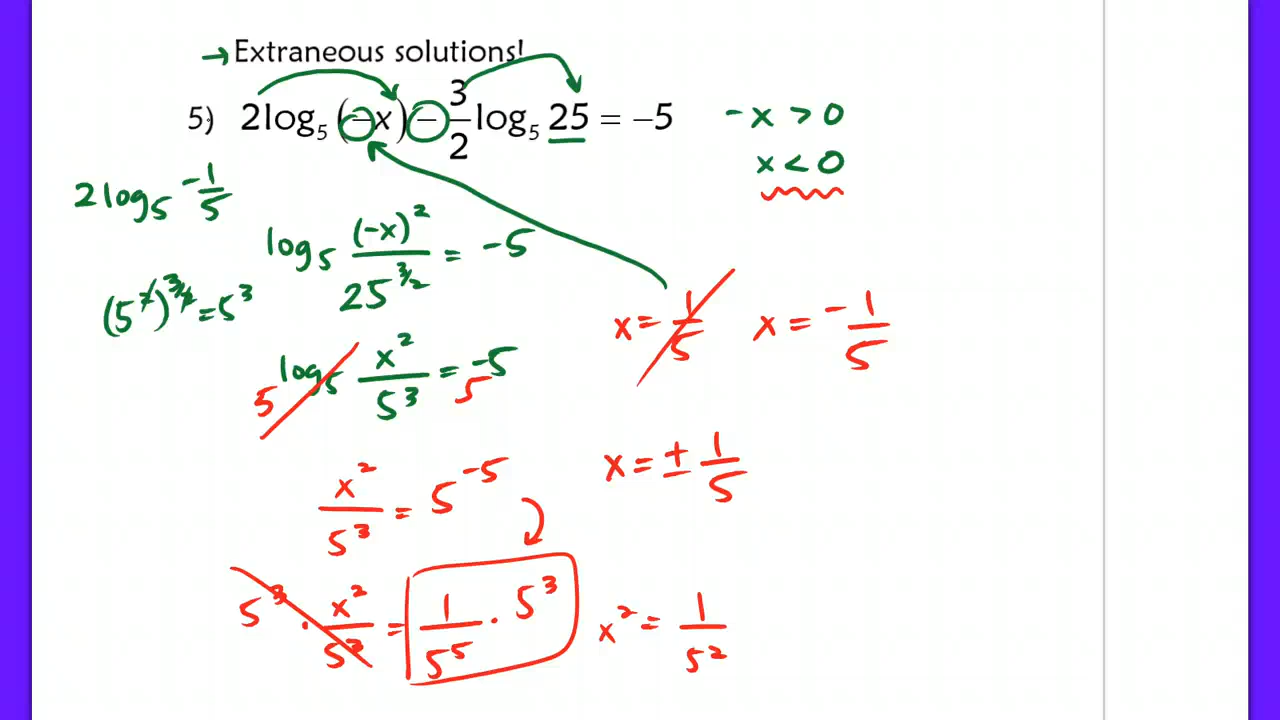 → Extraneous solutions!
5) 2log₅(−x) − 3/2 log₅ 25 = −5
-x > 0
x < 0
2log₅ -1/5
log₅ (-x)²/25^(3/2) = -5
(5²)^(3/2) = 5³
5^(log₅ x²/5³) = 5^(-5)
x = 1/5
x = -1/5
x²/5³ = 5⁻⁵
x = ± 1/5
5³ · x²/5³ = 1/5⁵ · 5³
x² = 1/5²